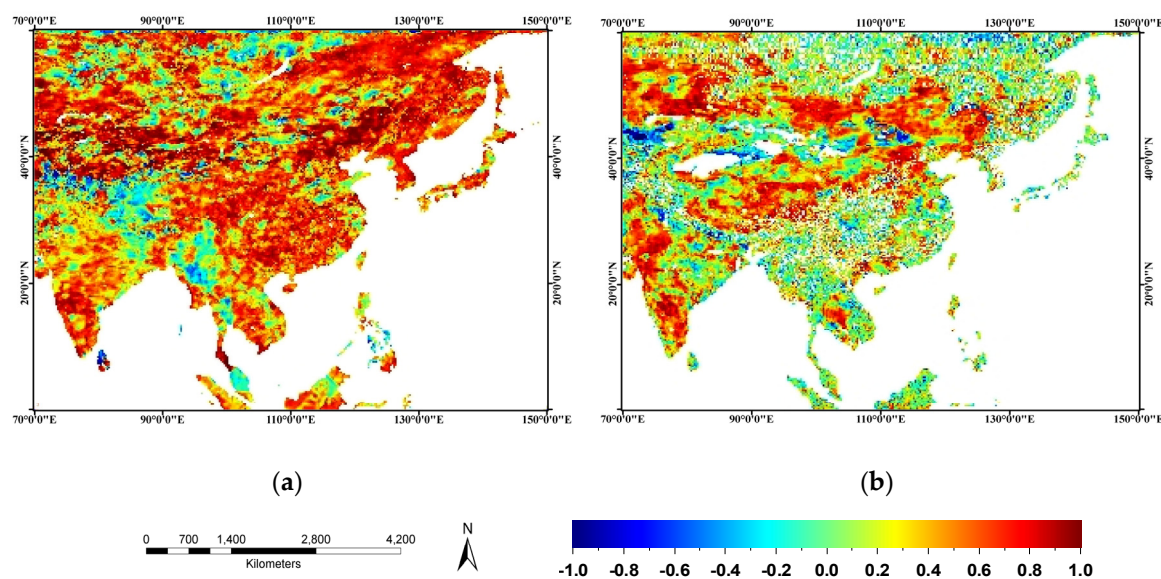 70°0'0"E 90°0'0"E 110°0'0"E 130°0'0"E 150°0'0"E 70°0'0"E 90°0'0"E 110°0'0"E 130°0'0"E 150°0'0"E
40°0'0"N 40°0'0"N 40°0'0"N 40°0'0"N
20°0'0"N 20°0'0"N 20°0'0"N 20°0'0"N
70°0'0"E 90°0'0"E 110°0'0"E 130°0'0"E 150°0'0"E 70°0'0"E 90°0'0"E 110°0'0"E 130°0'0"E 150°0'0"E
(a) (b)
0 700 1,400 2,800 4,200
Kilometers
N
-1.0 -0.8 -0.6 -0.4 -0.2 0.0 0.2 0.4 0.6 0.8 1.0